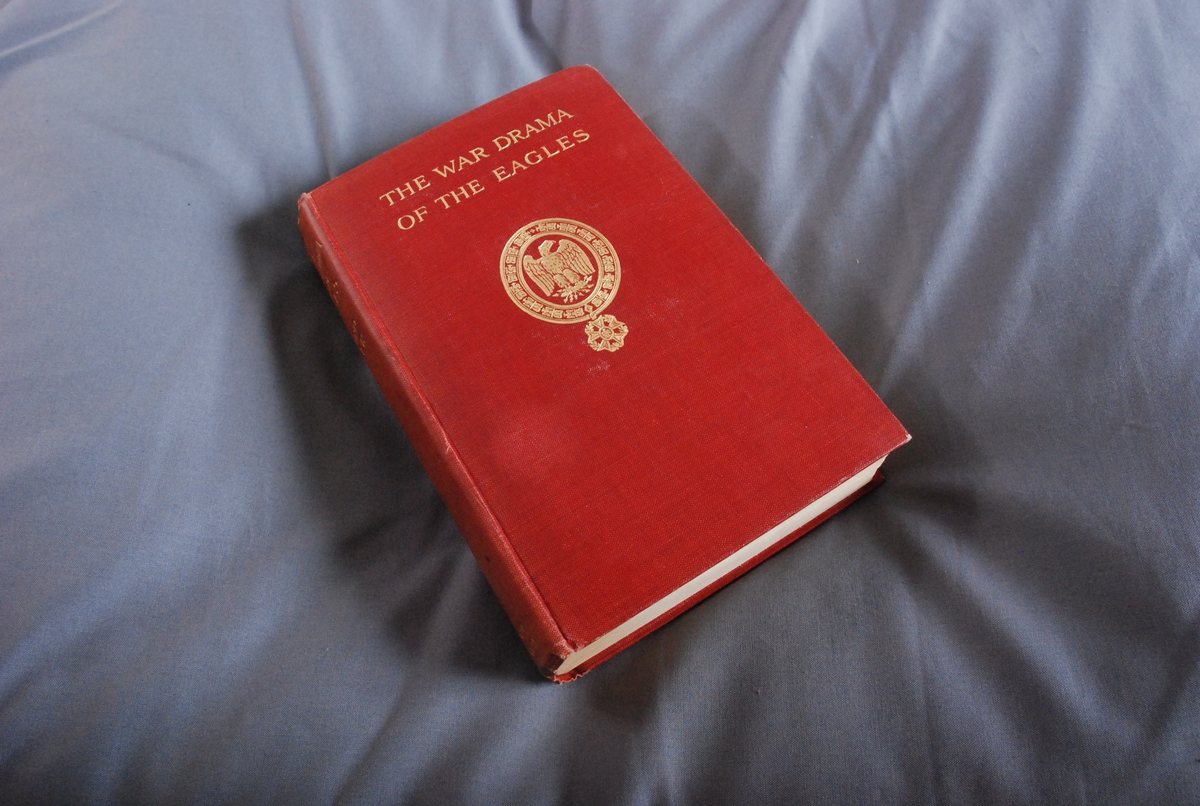 THE WAR DRAMA
OF THE EAGLES